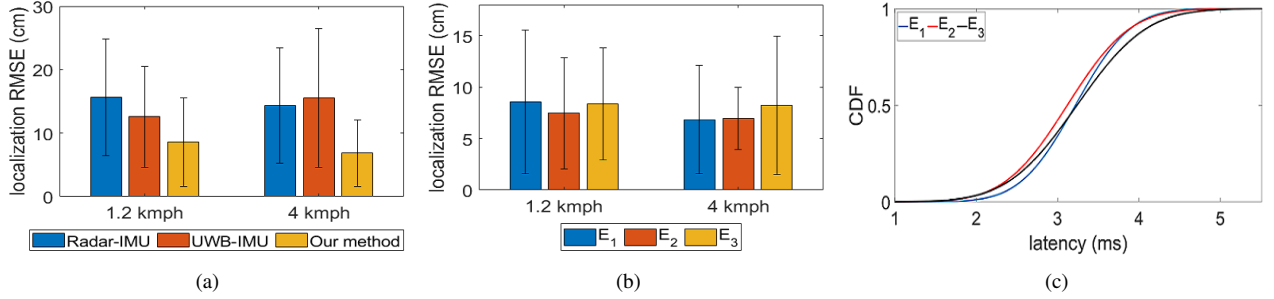 localization RMSE (cm)
30
20
10
0
1.2 kmph
4 kmph
Radar-IMU
UWB-IMU
Our method
(a)
localization RMSE (cm)
15
10
5
0
1.2 kmph
4 kmph
E1
E2
E3
(b)
CDF
1
0.5
0
E1
E2
E3
1
2
3
4
5
latency (ms)
(c)